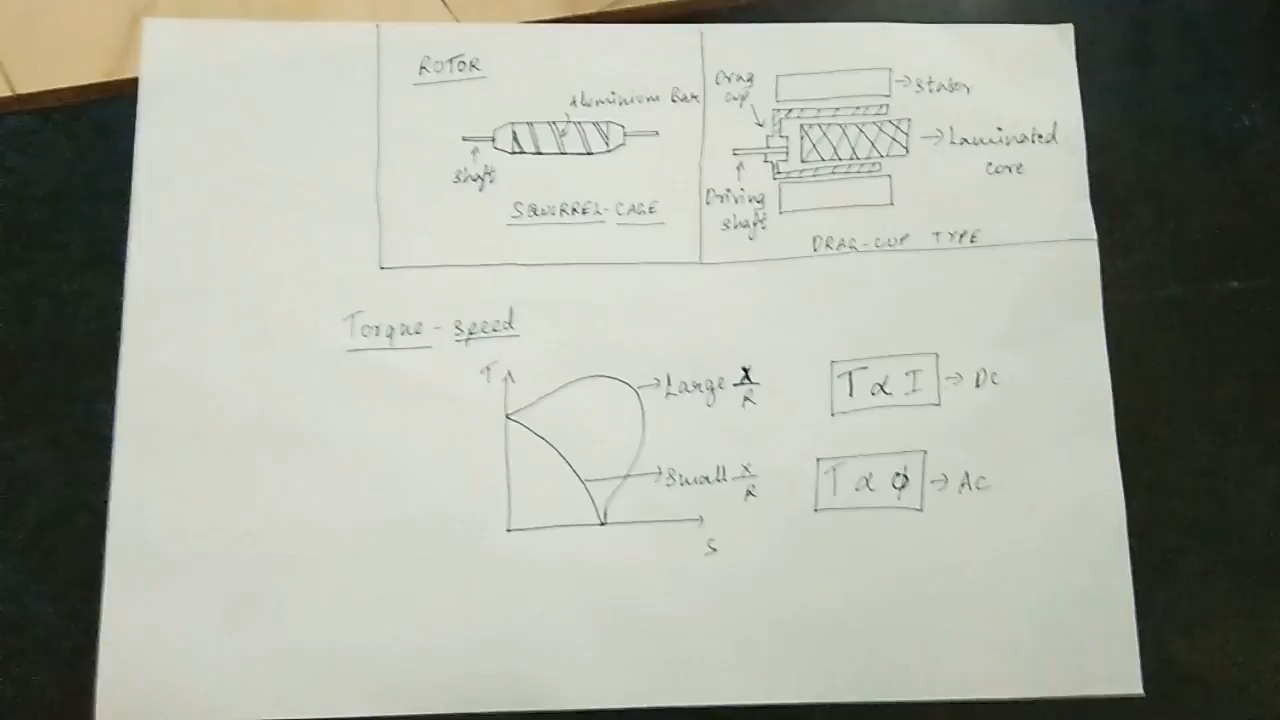 ROTOR
Aluminium Bar
shaft
SQUIRREL-CAGE
Drag
cup
stator
Laminated
core
Driving
shaft
DRAG-CUP TYPE
Torque-speed
T
Large X/R
Small X/R
S
T ∝ I → DC
T ∝ ϕ → AC